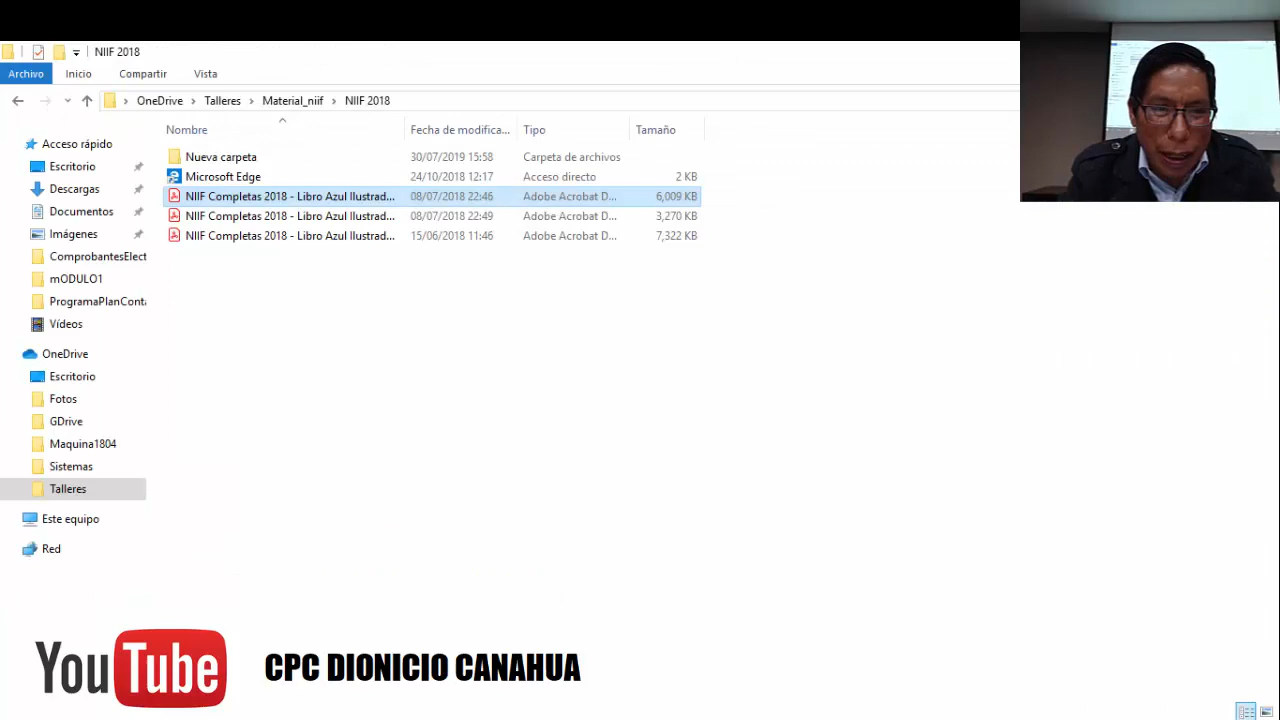 NIIF 2018
Archivo Inicio Compartir Vista
OneDrive Talleres Material_niif NIIF 2018
Nombre Fecha de modifica... Tipo Tamaño
Nueva carpeta 30/07/2019 15:58 Carpeta de archivos
Microsoft Edge 24/10/2018 12:17 Acceso directo 2 KB
NIIF Completas 2018 - Libro Azul Ilustrad... 08/07/2018 22:46 Adobe Acrobat D... 6,009 KB
NIIF Completas 2018 - Libro Azul Ilustrad... 08/07/2018 22:49 Adobe Acrobat D... 3,270 KB
NIIF Completas 2018 - Libro Azul Ilustrad... 15/06/2018 11:46 Adobe Acrobat D... 7,322 KB
Acceso rápido
Escritorio
Descargas
Documentos
Imágenes
ComprobantesElect
mODULO1
ProgramaPlanConta
Vídeos
OneDrive
Escritorio
Fotos
GDrive
Maquina1804
Sistemas
Talleres
Este equipo
Red
YouTube
CPC DIONICIO CANAHUA